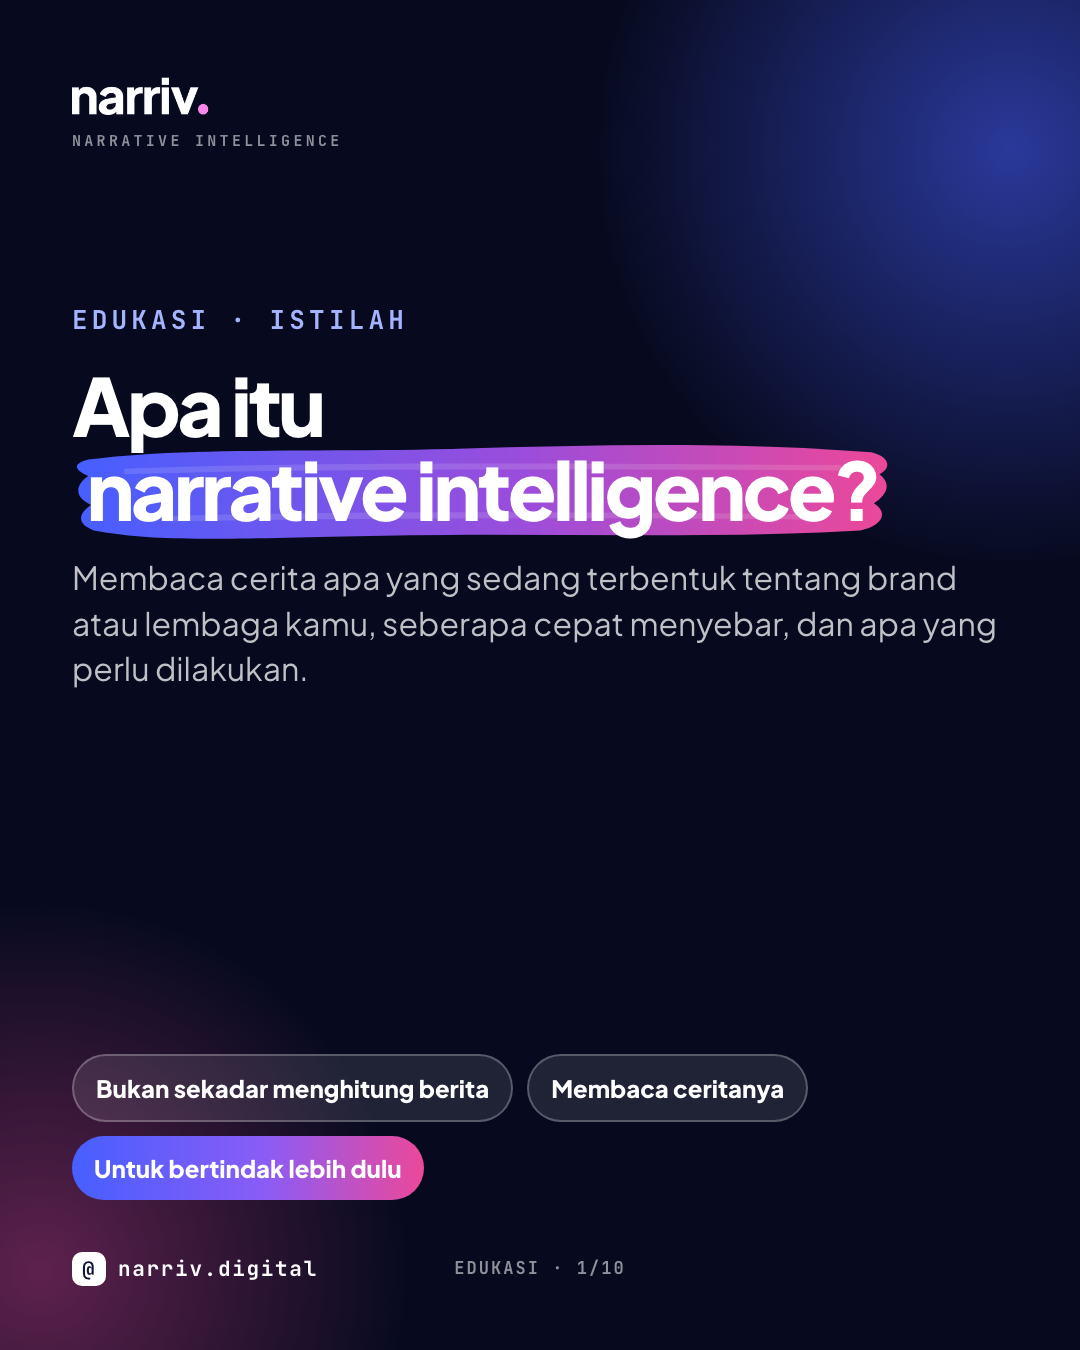 narriv.
NARRATIVE INTELLIGENCE
EDUKASI · ISTILAH
Apa itu
narrative intelligence?
Membaca cerita apa yang sedang terbentuk tentang brand
atau lembaga kamu, seberapa cepat menyebar, dan apa yang
perlu dilakukan.
Bukan sekadar menghitung berita
Membaca ceritanya
Untuk bertindak lebih dulu
@ narriv.digital
EDUKASI · 1/10